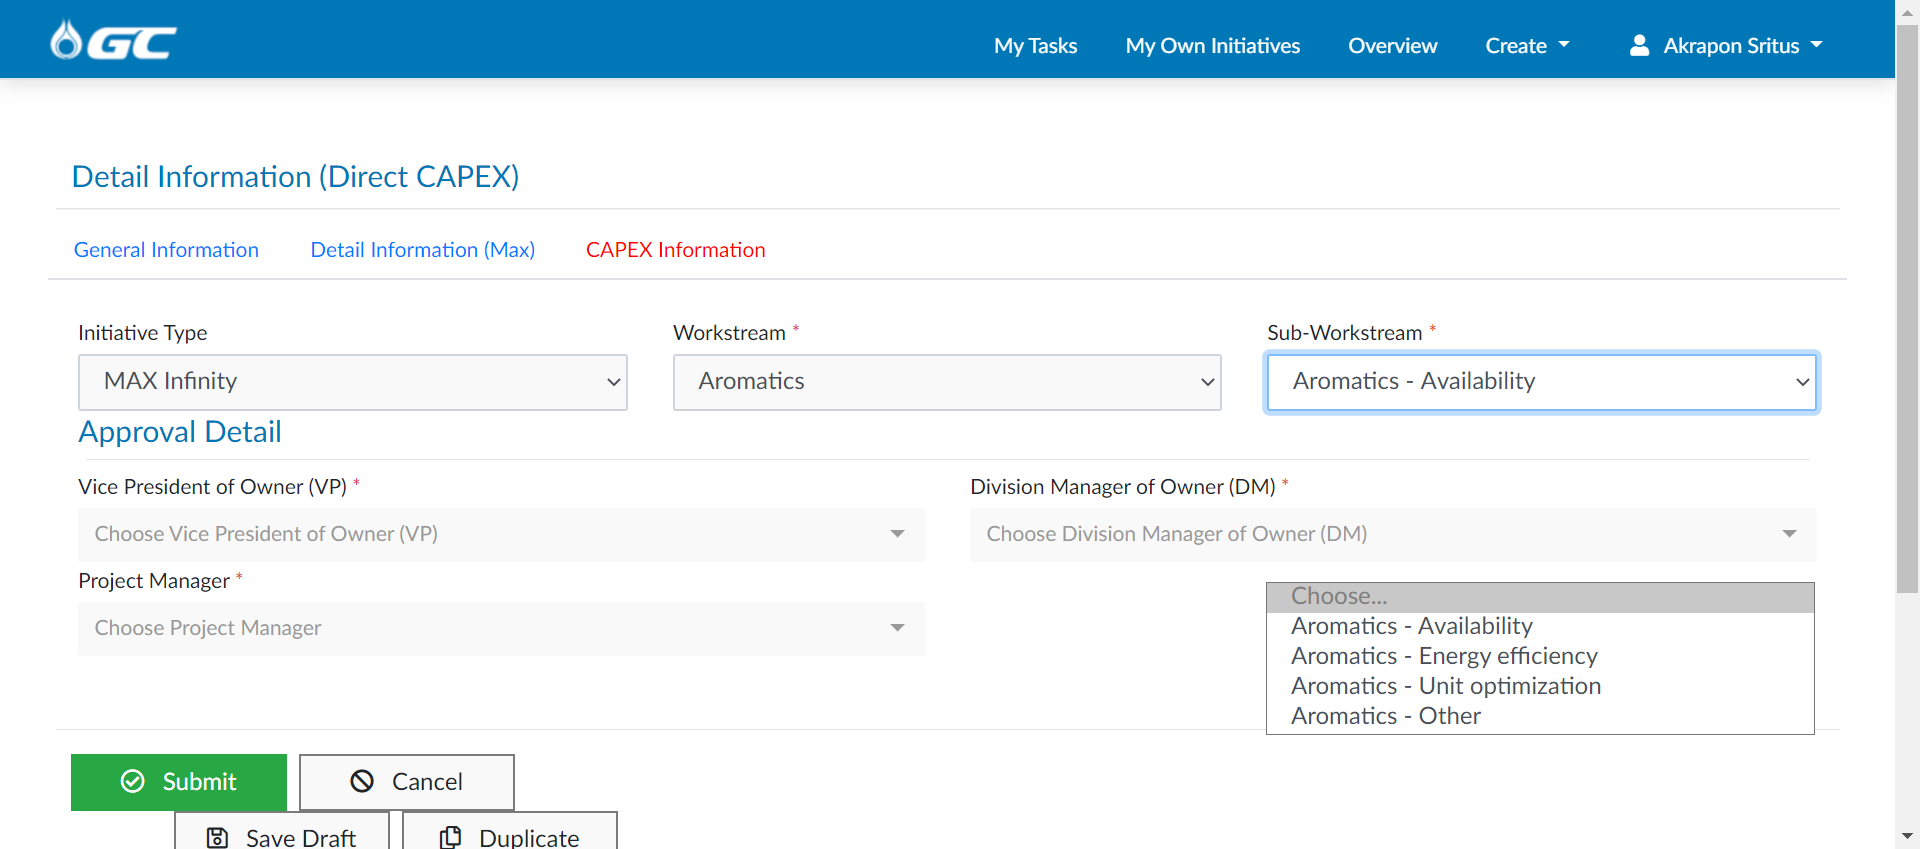 GC
My Tasks My Own Initiatives Overview Create Akrapon Sritus
Detail Information (Direct CAPEX)
General Information Detail Information (Max) CAPEX Information
Initiative Type Workstream * Sub-Workstream *
MAX Infinity Aromatics Aromatics - Availability
Approval Detail
Vice President of Owner (VP) * Division Manager of Owner (DM) *
Choose Vice President of Owner (VP) Choose Division Manager of Owner (DM)
Project Manager *
Choose Project Manager
Choose...
Aromatics - Availability
Aromatics - Energy efficiency
Aromatics - Unit optimization
Aromatics - Other
Submit Cancel
Save Draft Duplicate